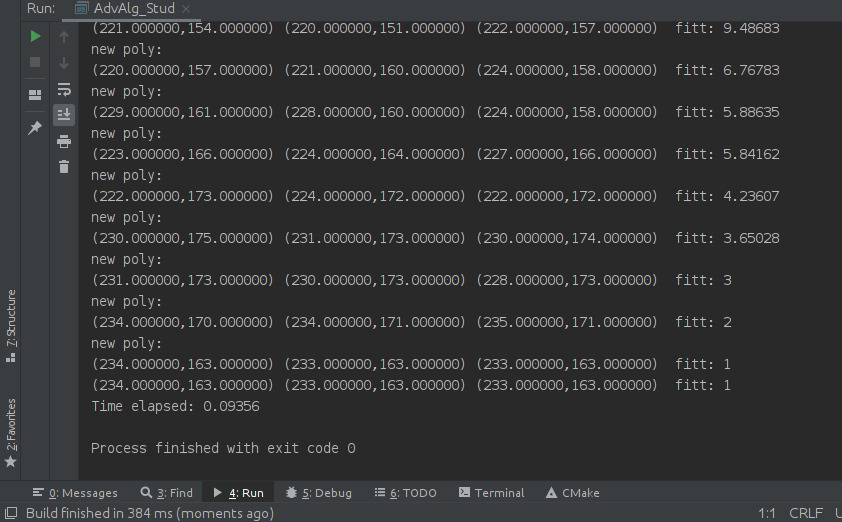 Run: AdvAlg_Stud ×
(221.000000,154.000000) (220.000000,151.000000) (222.000000,157.000000)  fitt: 9.48683
new poly:
(220.000000,157.000000) (221.000000,160.000000) (224.000000,158.000000)  fitt: 6.76783
new poly:
(229.000000,161.000000) (228.000000,160.000000) (224.000000,158.000000)  fitt: 5.88635
new poly:
(223.000000,166.000000) (224.000000,164.000000) (227.000000,166.000000)  fitt: 5.84162
new poly:
(222.000000,173.000000) (224.000000,172.000000) (222.000000,172.000000)  fitt: 4.23607
new poly:
(230.000000,175.000000) (231.000000,173.000000) (230.000000,174.000000)  fitt: 3.65028
new poly:
(231.000000,173.000000) (230.000000,173.000000) (228.000000,173.000000)  fitt: 3
new poly:
(234.000000,170.000000) (234.000000,171.000000) (235.000000,171.000000)  fitt: 2
new poly:
(234.000000,163.000000) (233.000000,163.000000) (233.000000,163.000000)  fitt: 1
(234.000000,163.000000) (233.000000,163.000000) (233.000000,163.000000)  fitt: 1
Time elapsed: 0.09356
Process finished with exit code 0
7: Structure
2: Favorites
0: Messages 3: Find 4: Run 5: Debug 6: TODO Terminal CMake
Build finished in 384 ms (moments ago) 1:1 CRLF